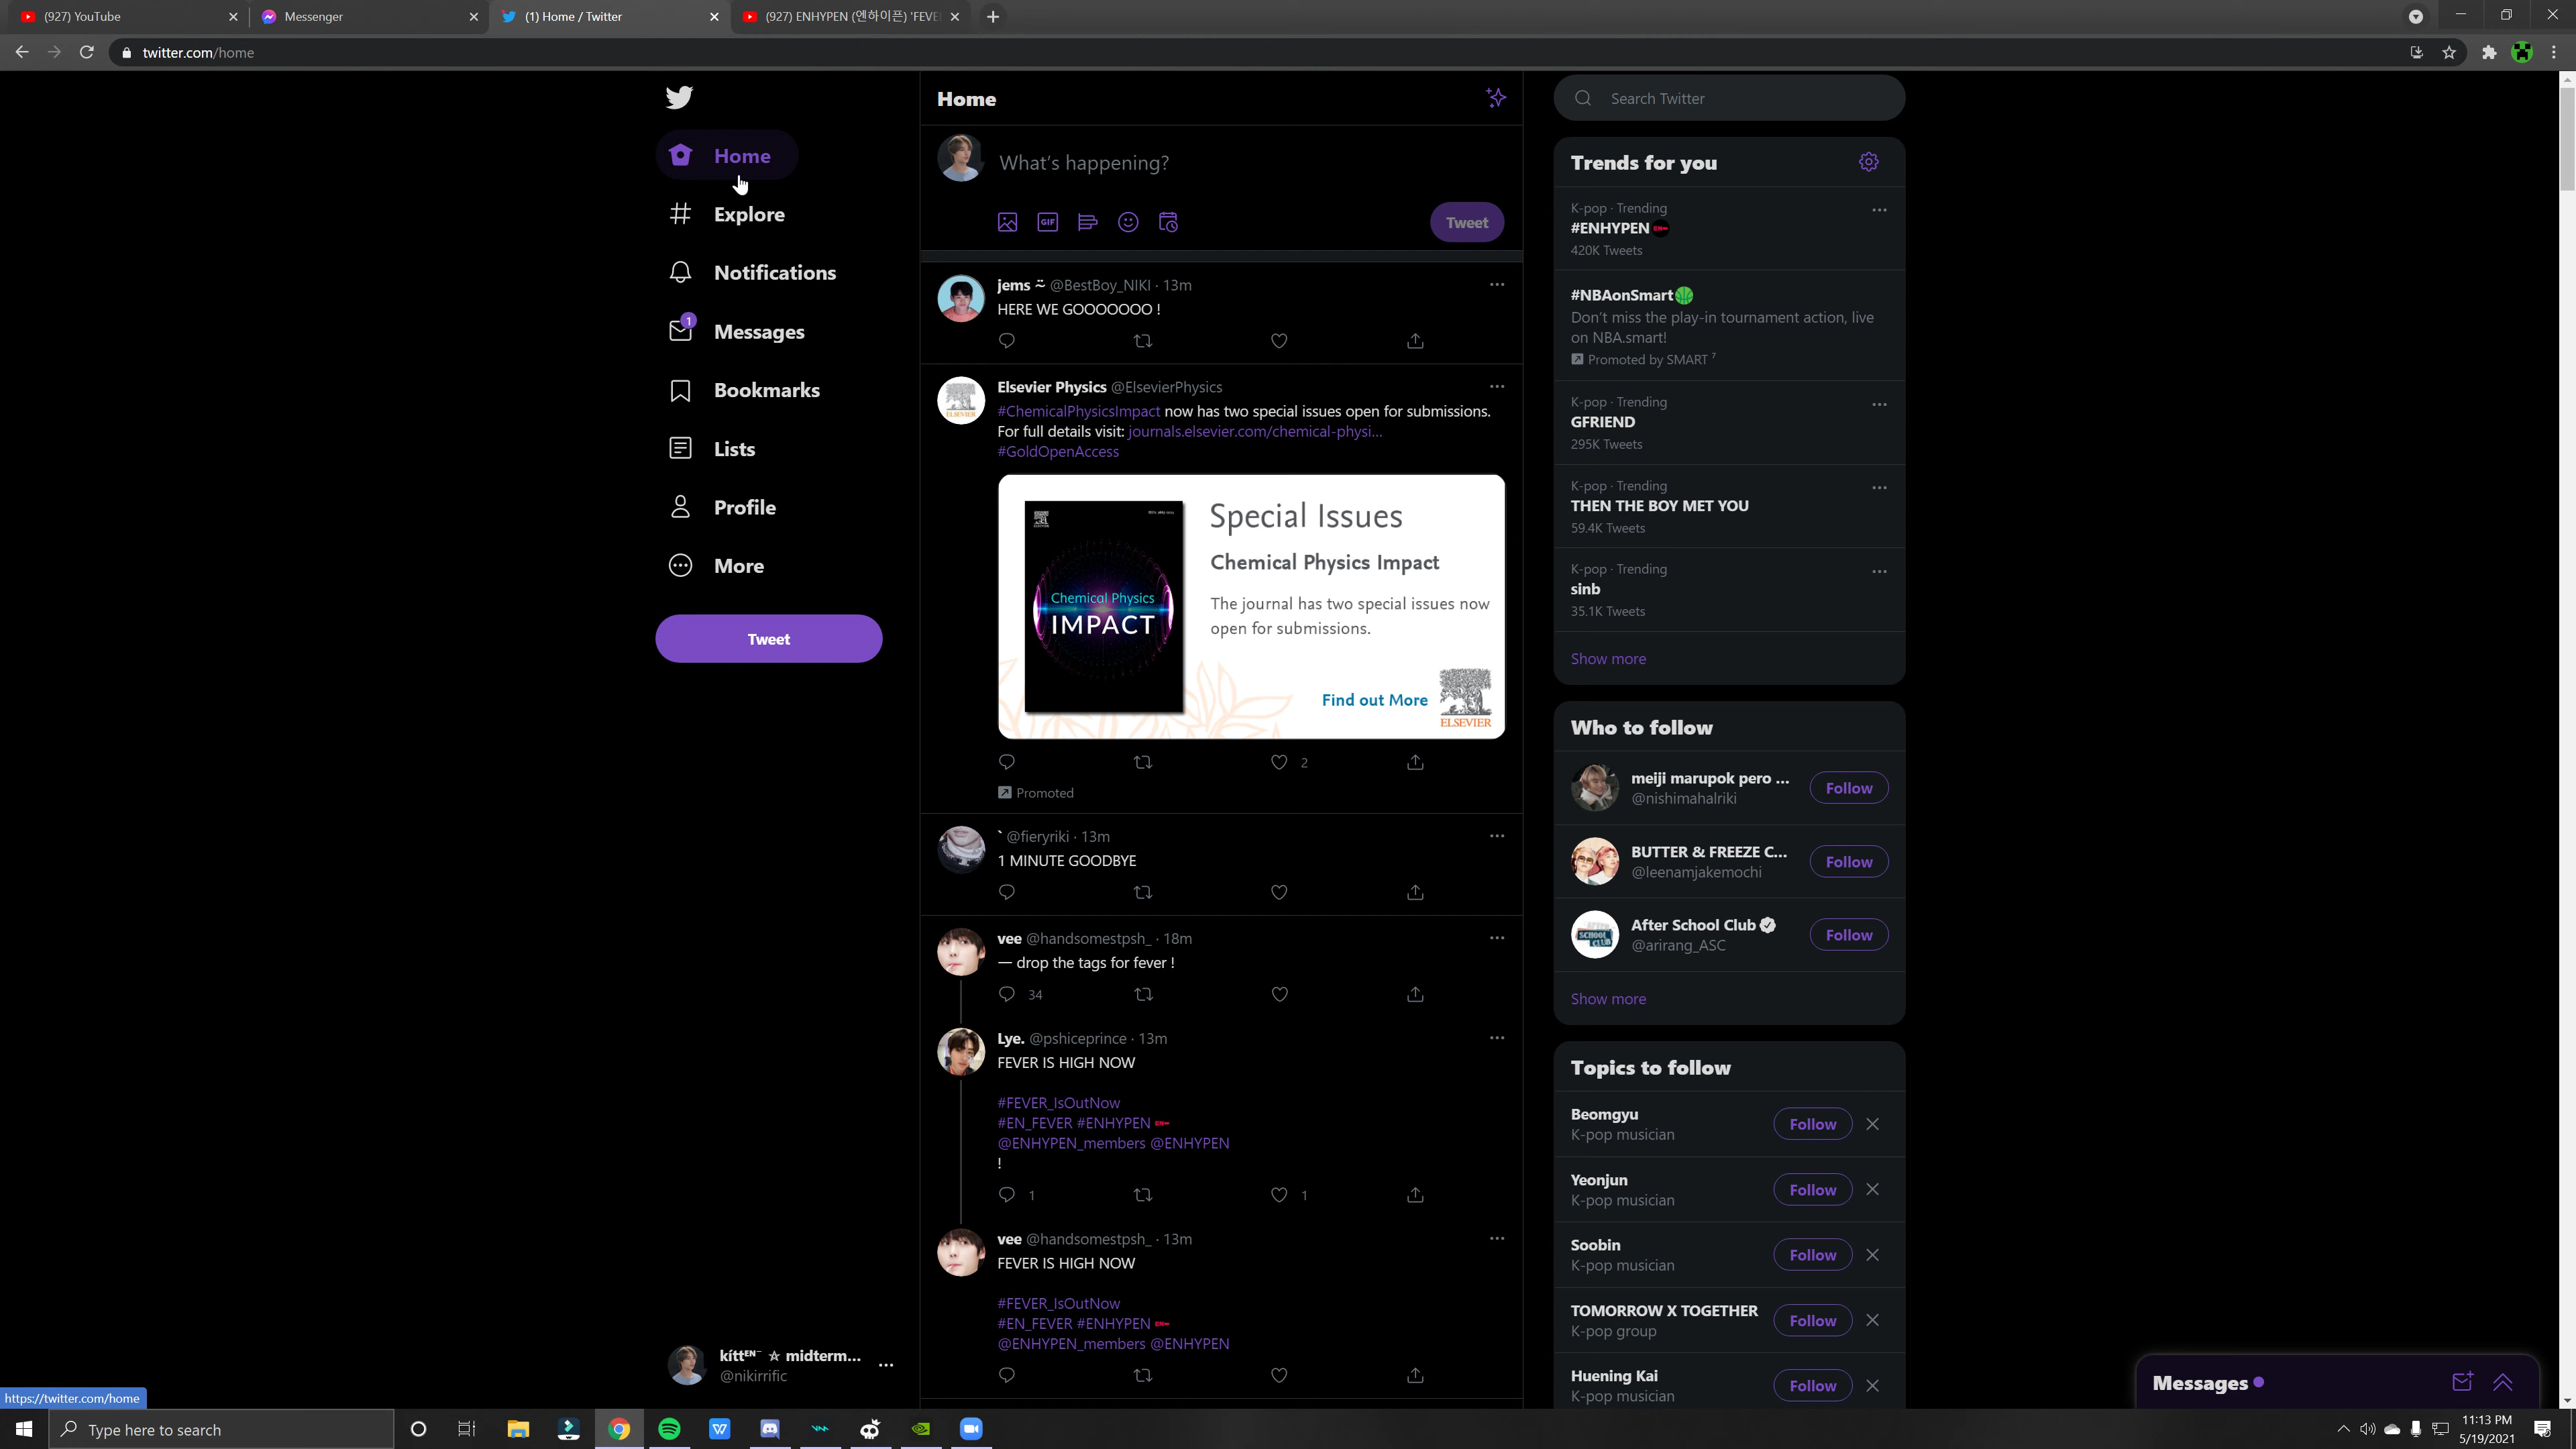 (927) YouTube
Messenger
(1) Home / Twitter
(927) ENHYPEN (엔하이픈) 'FEVE
twitter.com/home
Home
Explore
Notifications
1
Messages
Bookmarks
Lists
Profile
More
Tweet
kíttᴱᴺ⁻ ☆ midterm...
@nikirrific
https://twitter.com/home
Home
What's happening?
GIF
Tweet
jems @BestBoy_NIKI · 13m
HERE WE GOOOOOOO !
Elsevier Physics @ElsevierPhysics
#ChemicalPhysicsImpact now has two special issues open for submissions.
For full details visit: journals.elsevier.com/chemical-physi...
#GoldOpenAccess
Chemical Physics
IMPACT
Special Issues
Chemical Physics Impact
The journal has two special issues now
open for submissions.
Find out More
ELSEVIER
2
Promoted
` @fieryriki · 13m
1 MINUTE GOODBYE
vee @handsomestpsh_ · 18m
— drop the tags for fever !
34
Lye. @pshiceprince · 13m
FEVER IS HIGH NOW
#FEVER_IsOutNow
#EN_FEVER #ENHYPEN
@ENHYPEN_members @ENHYPEN
!
1 1
vee @handsomestpsh_ · 13m
FEVER IS HIGH NOW
#FEVER_IsOutNow
#EN_FEVER #ENHYPEN
@ENHYPEN_members @ENHYPEN
Search Twitter
Trends for you
K-pop · Trending
#ENHYPEN
420K Tweets
#NBAonSmart
Don't miss the play-in tournament action, live
on NBA.smart!
Promoted by SMART ⁷
K-pop · Trending
GFRIEND
295K Tweets
K-pop · Trending
THEN THE BOY MET YOU
59.4K Tweets
K-pop · Trending
sinb
35.1K Tweets
Show more
Who to follow
meiji marupok pero ...
@nishimahalriki
Follow
BUTTER & FREEZE C...
@leenamjakemochi
Follow
After School Club
@arirang_ASC
Follow
Show more
Topics to follow
Beomgyu
K-pop musician
Follow
Yeonjun
K-pop musician
Follow
Soobin
K-pop musician
Follow
TOMORROW X TOGETHER
K-pop group
Follow
Huening Kai
K-pop musician
Follow
Messages
Type here to search
11:13 PM
5/19/2021